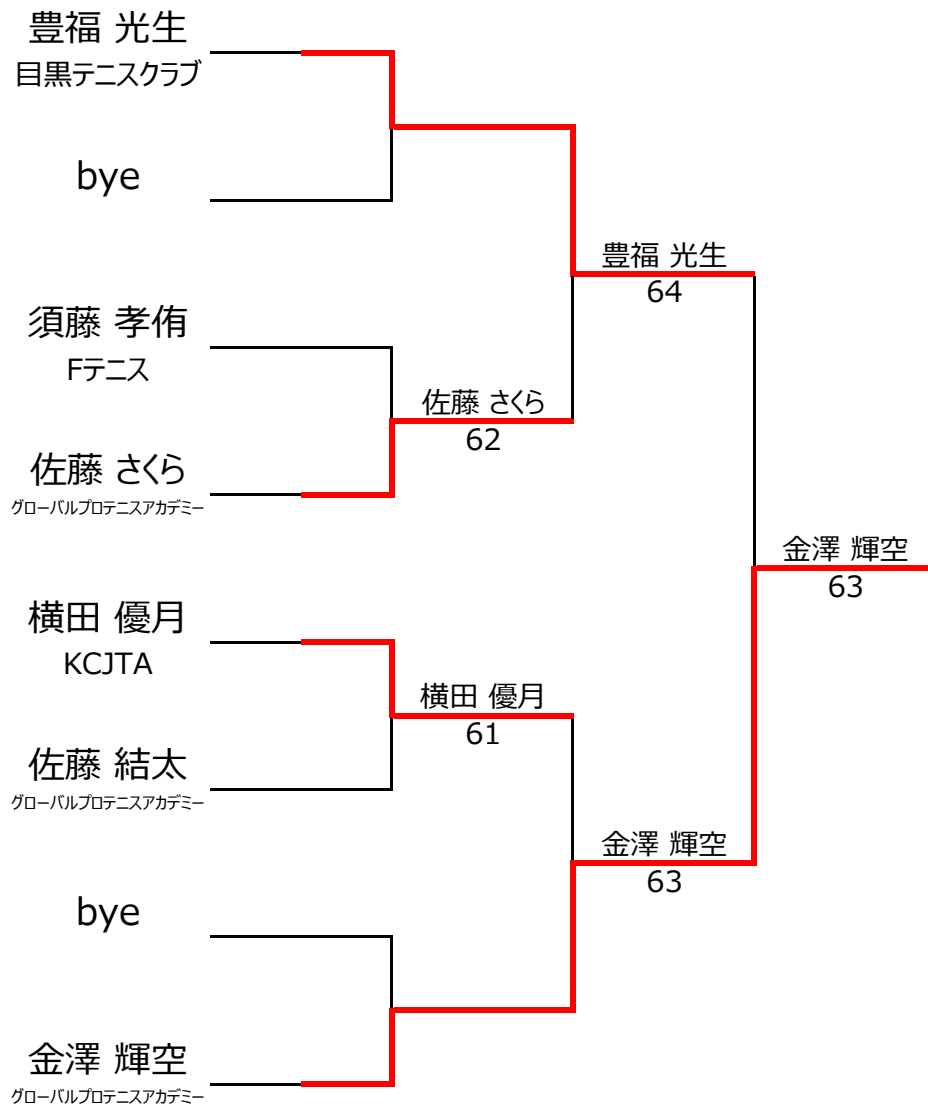 豊福 光生
目黒テニスクラブ
bye
須藤 孝侑
Fテニス
佐藤 さくら
グローバルプロテニスアカデミー
横田 優月
KCJTA
佐藤 結太
グローバルプロテニスアカデミー
bye
金澤 輝空
グローバルプロテニスアカデミー
佐藤 さくら
62
横田 優月
61
豊福 光生
64
金澤 輝空
63
金澤 輝空
63